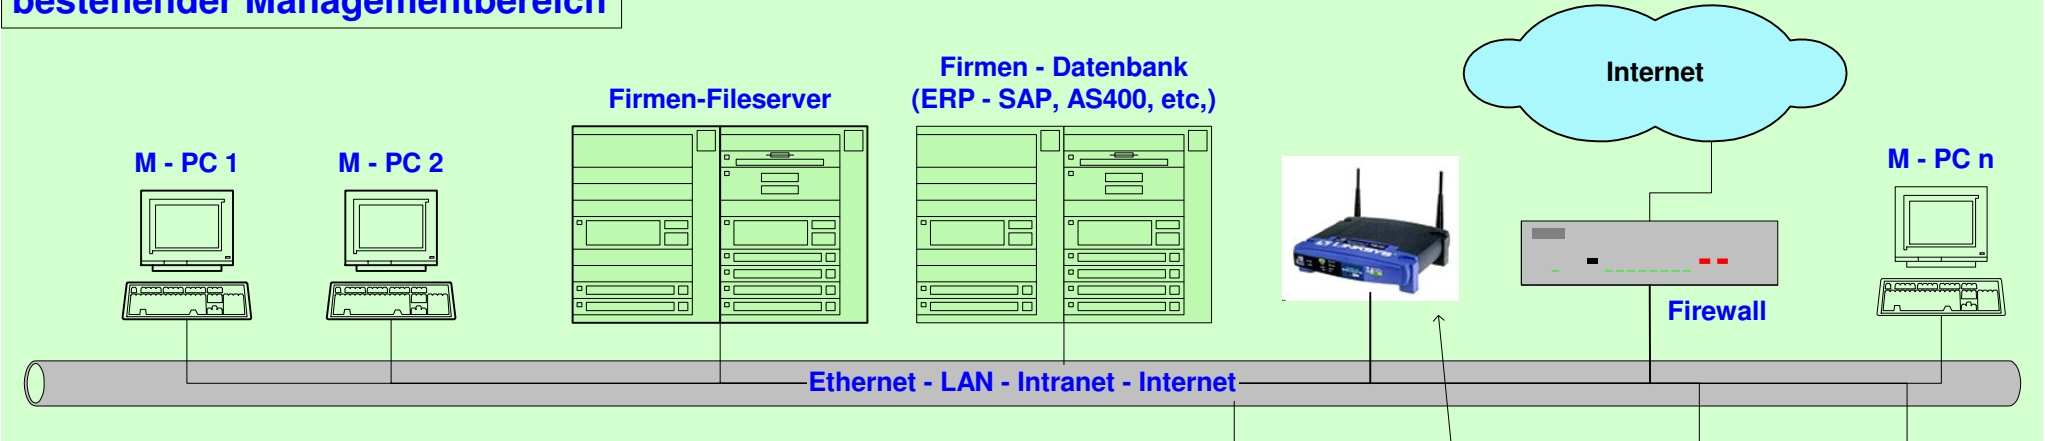 bestehender Managementbereich
Firmen - Datenbank
(ERP - SAP, AS400, etc,)
Firmen-Fileserver
Internet
M - PC 1
M - PC 2
M - PC n
LINKSYS
Firewall
Ethernet - LAN - Intranet - Internet